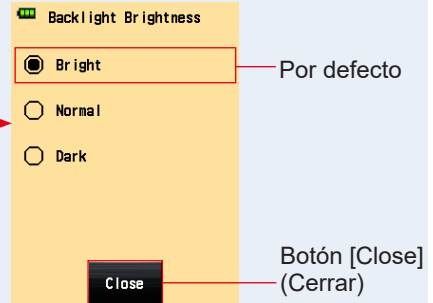 Backlight Brightness
Bright
Por defecto
Normal
Dark
Close
Botón [Close]
(Cerrar)